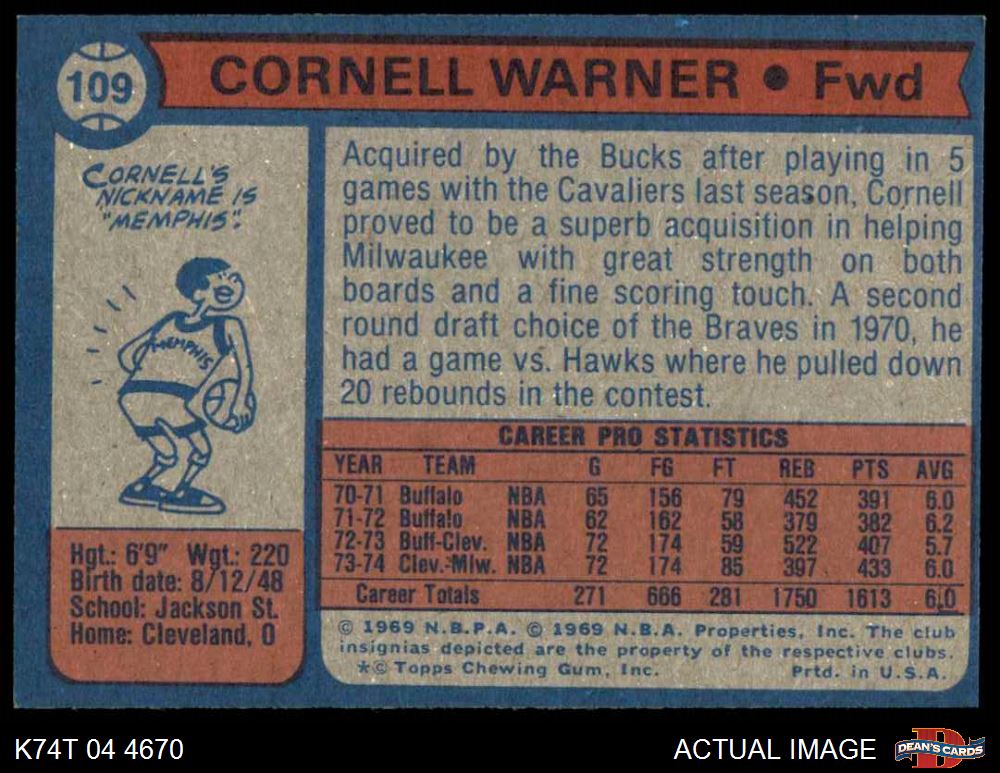 109
CORNELL WARNER • Fwd
CORNELL'S
NICKNAME IS
"MEMPHIS".
MEMPHIS
Hgt.: 6'9" Wgt.: 220
Birth date: 8/12/48
School: Jackson St.
Home: Cleveland, O
Acquired by the Bucks after playing in 5
games with the Cavaliers last season, Cornell
proved to be a superb acquisition in helping
Milwaukee with great strength on both
boards and a fine scoring touch. A second
round draft choice of the Braves in 1970, he
had a game vs. Hawks where he pulled down
20 rebounds in the contest.
CAREER PRO STATISTICS
YEAR TEAM G FG FT REB PTS AVG
70-71 Buffalo NBA 65 156 79 452 391 6.0
71-72 Buffalo NBA 62 162 58 379 382 6.2
72-73 Buff-Clev. NBA 72 174 59 522 407 5.7
73-74 Clev.-Milw. NBA 72 174 85 397 433 6.0
Career Totals 271 666 281 1750 1613 6.0
© 1969 N.B.P.A. © 1969 N.B.A. Properties, Inc. The club
insignias depicted are the property of the respective clubs.
*© Topps Chewing Gum, Inc. Prtd. in U.S.A.
K74T 04 4670
ACTUAL IMAGE
DEAN'S CARDS